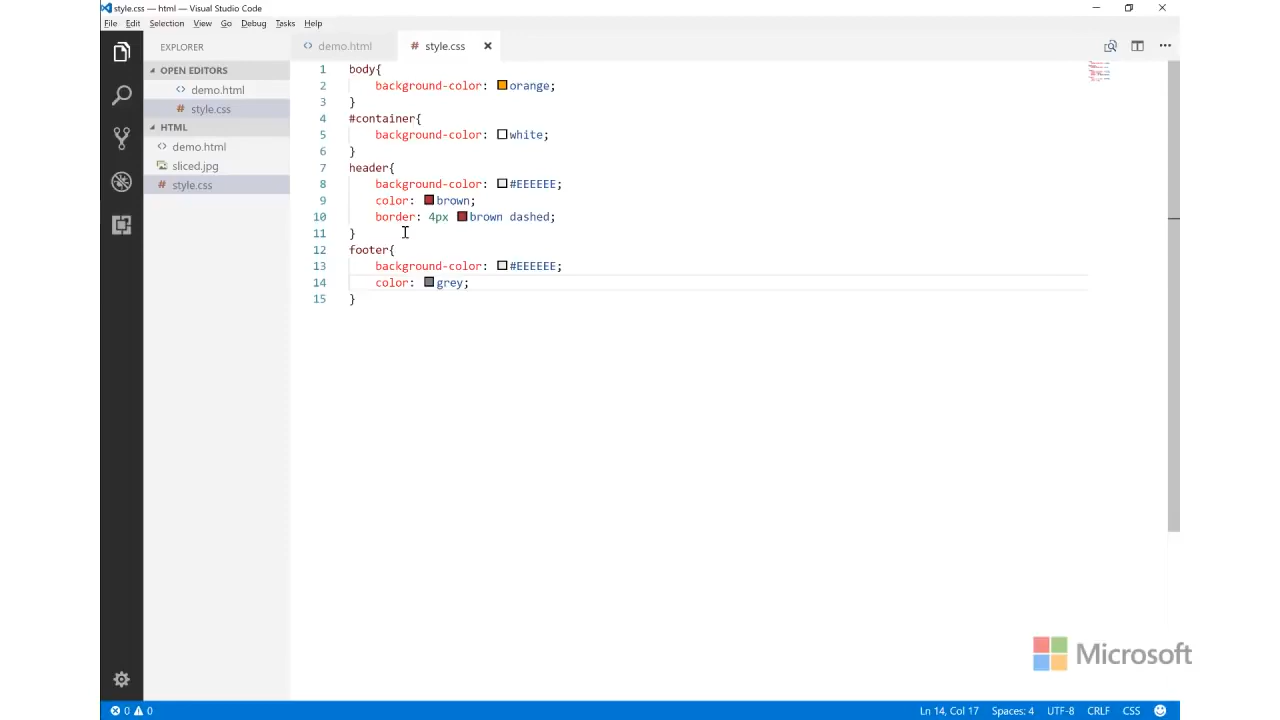 style.css — html — Visual Studio Code
File Edit Selection View Go Debug Tasks Help
EXPLORER
OPEN EDITORS
demo.html
style.css
HTML
demo.html
sliced.jpg
style.css
demo.html style.css
1 body{
2 background-color: orange;
3 }
4 #container{
5 background-color: white;
6 }
7 header{
8 background-color: #EEEEEE;
9 color: brown;
10 border: 4px brown dashed;
11 }
12 footer{
13 background-color: #EEEEEE;
14 color: grey;
15 }
Microsoft
0 0 Ln 14, Col 17 Spaces: 4 UTF-8 CRLF CSS